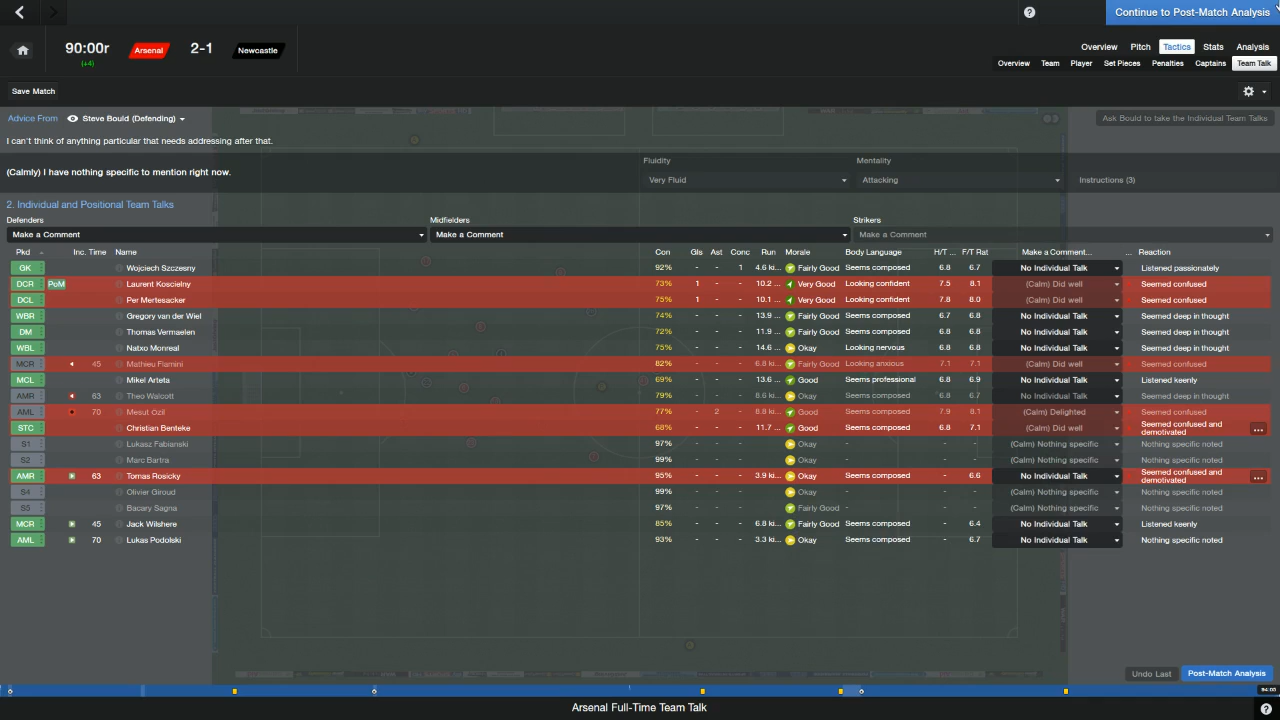 Continue to Post-Match Analysis
90:00r Arsenal 2-1 Newcastle
(+4)
Overview Pitch Tactics Stats Analysis
Overview Team Player Set Pieces Penalties Captains Team Talk
Save Match
Advice From Steve Bould (Defending) Ask Bould to take the Individual Team Talks
I can't think of anything particular that needs addressing after that.
Fluidity Mentality
(Calmly) I have nothing specific to mention right now.
Very Fluid Attacking Instructions (3)
2. Individual and Positional Team Talks
Defenders Midfielders Strikers
Make a Comment Make a Comment Make a Comment
Pkd Inc. Time Name Con Gls Ast Conc Run Morale Body Language H/T ... F/T Rat Make a Comment... ... Reaction
GK Wojciech Szczesny 92% - - 1 4.6 ki... Fairly Good Seems composed 6.8 6.7 No Individual Talk Listened passionately
DCR PoM Laurent Koscielny 73% 1 - - 10.2 ... Very Good Looking confident 7.5 8.1 (Calm) Did well Seemed confused
DCL Per Mertesacker 75% 1 - - 10.1 ... Very Good Looking confident 7.8 8.0 (Calm) Did well Seemed confused
WBR Gregory van der Wiel 74% - - - 13.9 ... Fairly Good Seems composed 6.7 6.8 No Individual Talk Seemed deep in thought
DM Thomas Vermaelen 72% - - - 11.9 ... Fairly Good Seems composed 6.8 6.8 No Individual Talk Seemed deep in thought
WBL Natxo Monreal 75% - - - 14.6 ... Okay Looking nervous 6.8 6.8 No Individual Talk Seemed deep in thought
MCR 45 Mathieu Flamini 82% - - - 6.8 ki... Fairly Good Looking anxious 7.1 7.1 (Calm) Did well Seemed confused
MCL Mikel Arteta 69% - - - 13.6 ... Good Seems professional 6.8 6.9 No Individual Talk Listened keenly
AMR 63 Theo Walcott 79% - - - 8.6 ki... Okay Seems composed 6.8 6.8 No Individual Talk Seemed deep in thought
AML 70 Mesut Özil 77% - 2 - 8.8 ki... Good Seems composed 7.9 8.1 (Calm) Delighted Seemed confused
STC Christian Benteke 68% - - - 11.7 ... Good Seems composed 6.8 7.1 (Calm) Did well Seemed confused and demotivated ...
S1 Lukasz Fabianski 97% - - - Okay - - - (Calm) Nothing specific Nothing specific noted
S2 Marc Bartra 99% - - - Okay - - - (Calm) Nothing specific Nothing specific noted
AMR 63 Tomas Rosicky 95% - - - 3.9 ki... Okay Seems composed - 6.6 No Individual Talk Seemed confused and demotivated ...
S4 Olivier Giroud 99% - - - Okay - - - (Calm) Nothing specific Nothing specific noted
S5 Bacary Sagna 97% - - - Fairly Good - - - (Calm) Nothing specific Nothing specific noted
MCR 45 Jack Wilshere 85% - - - 6.8 ki... Fairly Good Seems composed - 6.4 No Individual Talk Listened keenly
AML 70 Lukas Podolski 93% - - - 3.3 ki... Okay Seems composed - 6.7 No Individual Talk Nothing specific noted
Undo Last Post-Match Analysis
94:00
Arsenal Full-Time Team Talk